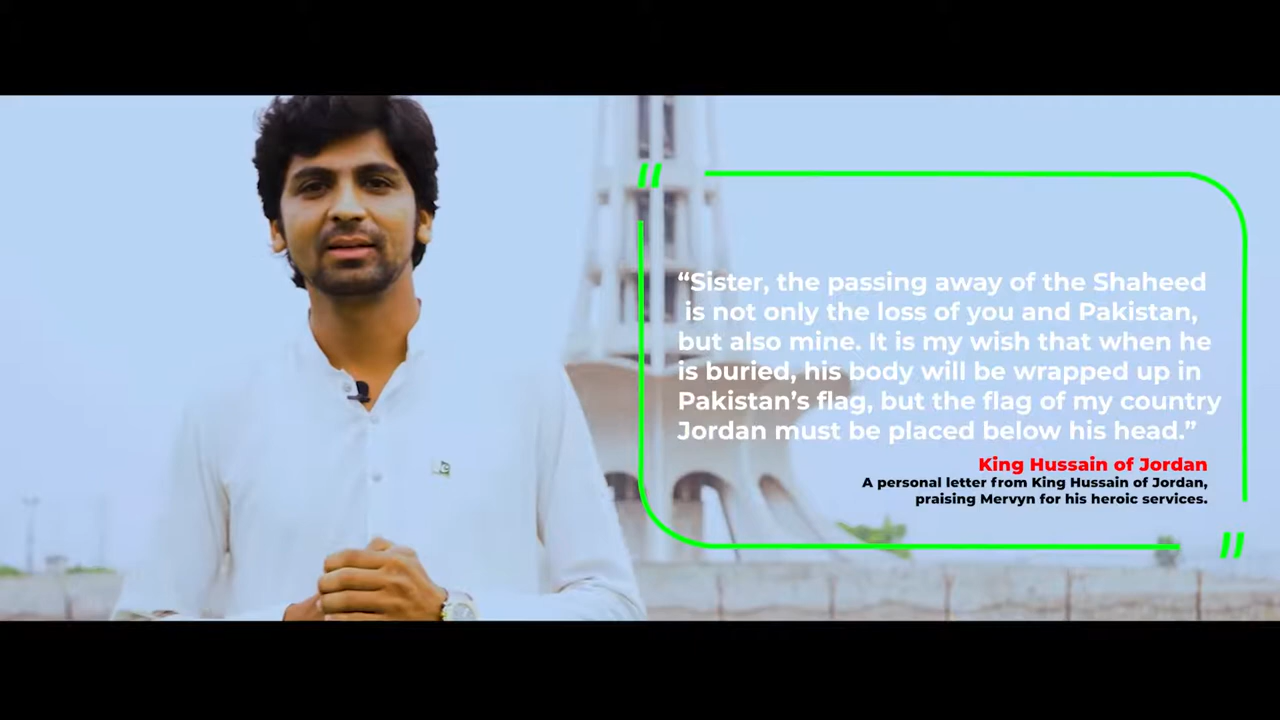 “Sister, the passing away of the Shaheed
is not only the loss of you and Pakistan,
but also mine. It is my wish that when he
is buried, his body will be wrapped up in
Pakistan’s flag, but the flag of my country
Jordan must be placed below his head.”
King Hussain of Jordan
A personal letter from King Hussain of Jordan,
praising Mervyn for his heroic services.